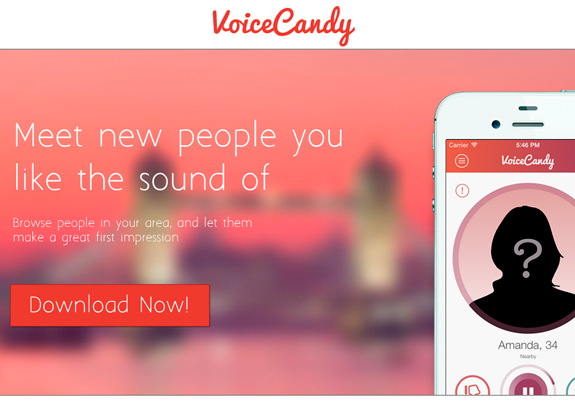 VoiceCandy
Meet new people you
like the sound of
Browse people in your area, and let them
make a great first impression
Download Now!
Carrier 5:46 PM
VoiceCandy
!
?
Amanda, 34
Nearby